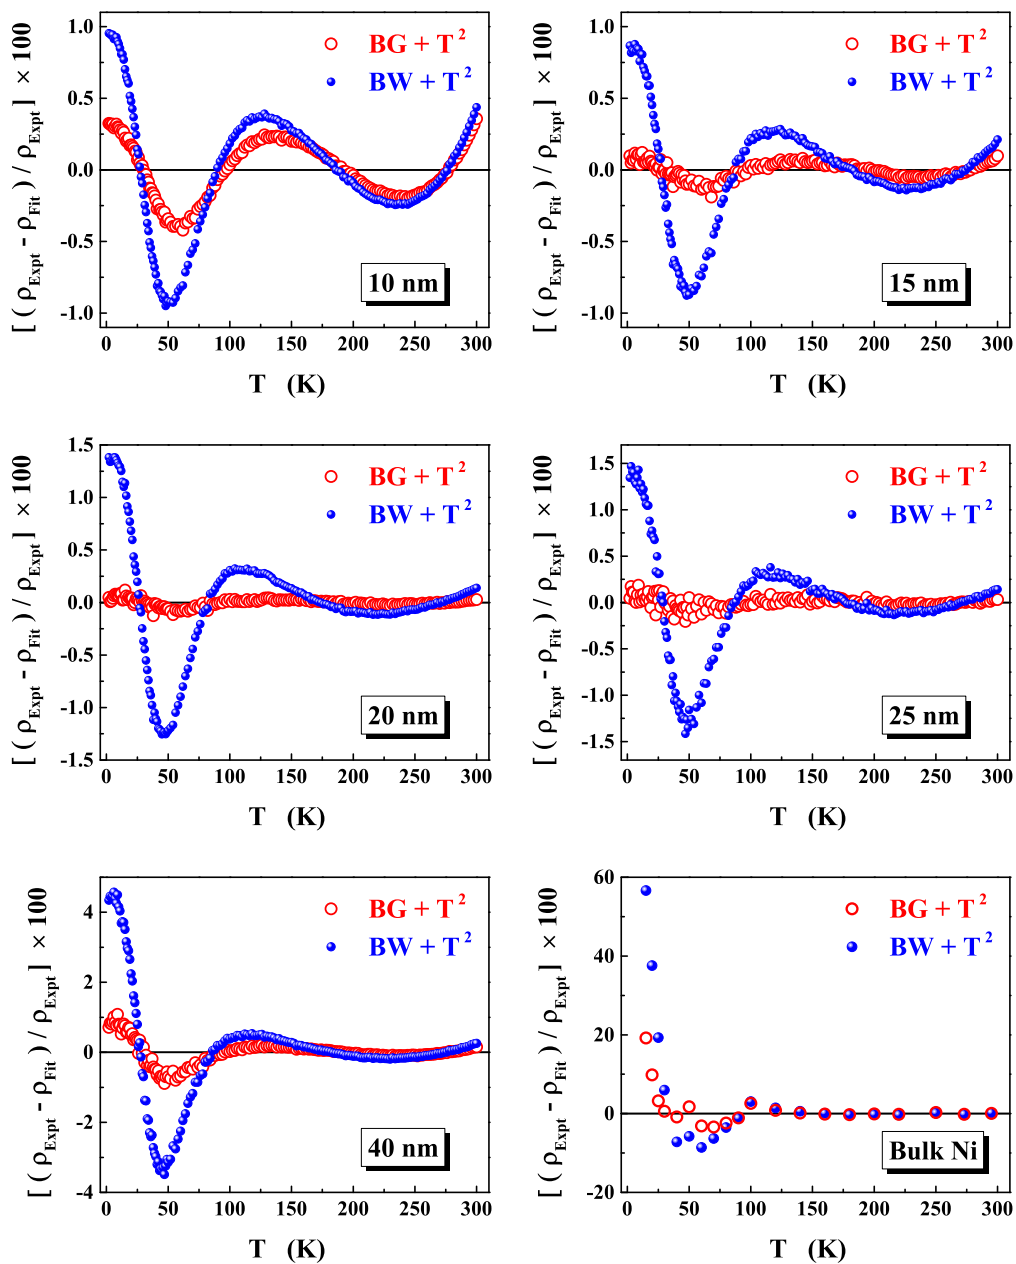 [ ( ρExpt - ρFit ) / ρExpt] × 100
1.0
0.5
0.0
-0.5
-1.0
BG + T²
BW + T²
10 nm
0 50 100 150 200 250 300
T (K)
[ ( ρExpt - ρFit ) / ρExpt] × 100
1.0
0.5
0.0
-0.5
-1.0
BG + T²
BW + T²
15 nm
0 50 100 150 200 250 300
T (K)
[ ( ρExpt - ρFit ) / ρExpt] × 100
1.5
1.0
0.5
0.0
-0.5
-1.0
-1.5
BG + T²
BW + T²
20 nm
0 50 100 150 200 250 300
T (K)
[ ( ρExpt - ρFit ) / ρExpt] × 100
1.5
1.0
0.5
0.0
-0.5
-1.0
-1.5
BG + T²
BW + T²
25 nm
0 50 100 150 200 250 300
T (K)
[ ( ρExpt - ρFit ) / ρExpt] × 100
4
2
0
-2
-4
BG + T²
BW + T²
40 nm
0 50 100 150 200 250 300
T (K)
[ ( ρExpt - ρFit ) / ρExpt] × 100
60
40
20
0
-20
BG + T²
BW + T²
Bulk Ni
0 50 100 150 200 250 300
T (K)